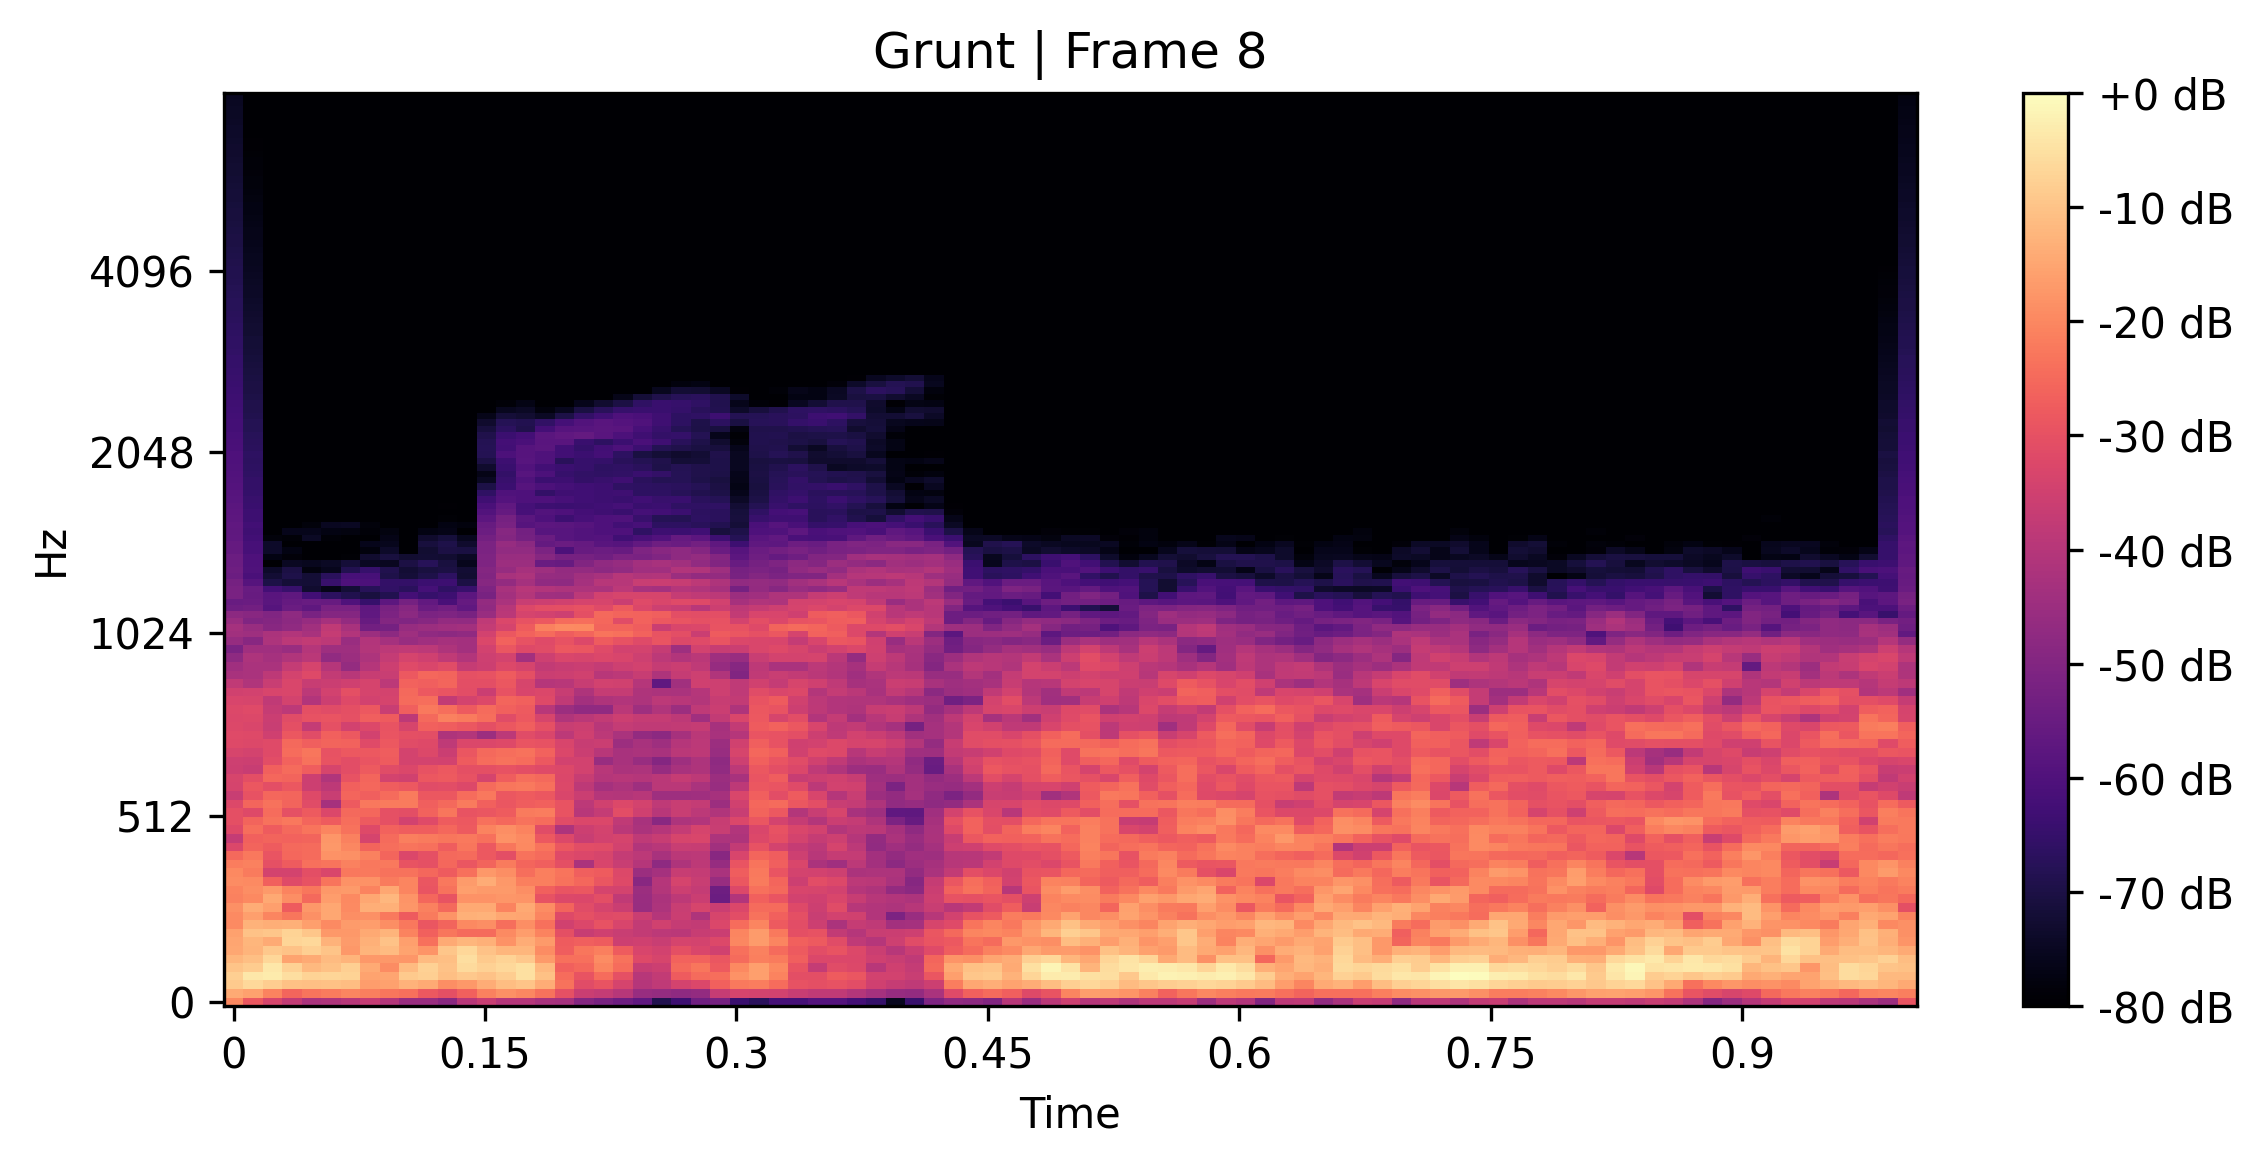 Grunt | Frame 8
Hz
4096
2048
1024
512
0
0 0.15 0.3 0.45 0.6 0.75 0.9
Time
+0 dB
-10 dB
-20 dB
-30 dB
-40 dB
-50 dB
-60 dB
-70 dB
-80 dB